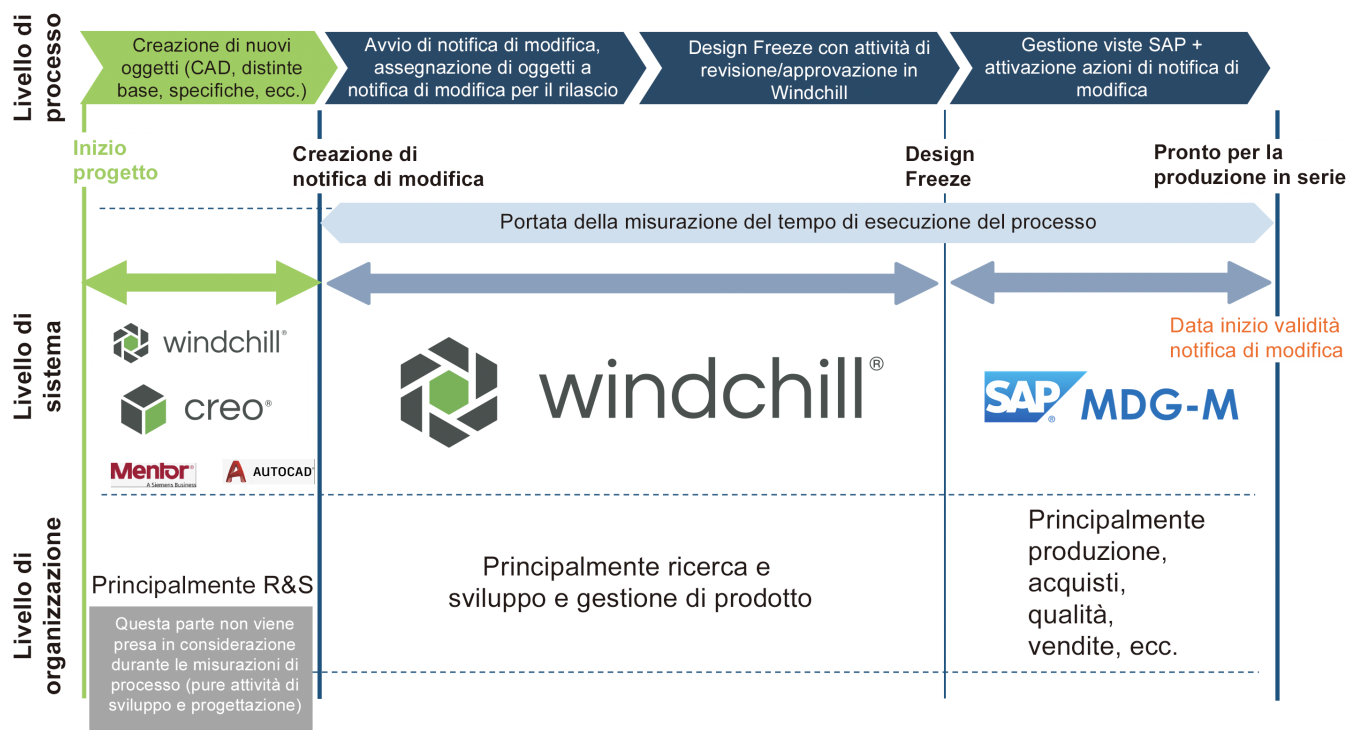 Livello di
processo
Creazione di nuovi
oggetti (CAD, distinte
base, specifiche, ecc.)
Avvio di notifica di modifica,
assegnazione di oggetti a
notifica di modifica per il rilascio
Design Freeze con attività di
revisione/approvazione in
Windchill
Gestione viste SAP +
attivazione azioni di notifica di
modifica
Inizio
progetto
Creazione di
notifica di modifica
Design
Freeze
Pronto per la
produzione in serie
Portata della misurazione del tempo di esecuzione del processo
Livello di
sistema
windchill®
creo®
Mentor®
A Siemens Business
AUTOCAD®
windchill®
Data inizio validità
notifica di modifica
SAP® MDG-M
Livello di
organizzazione
Principalmente R&S
Questa parte non viene
presa in considerazione
durante le misurazioni di
processo (pure attività di
sviluppo e progettazione)
Principalmente ricerca e
sviluppo e gestione di prodotto
Principalmente
produzione,
acquisti,
qualità,
vendite, ecc.